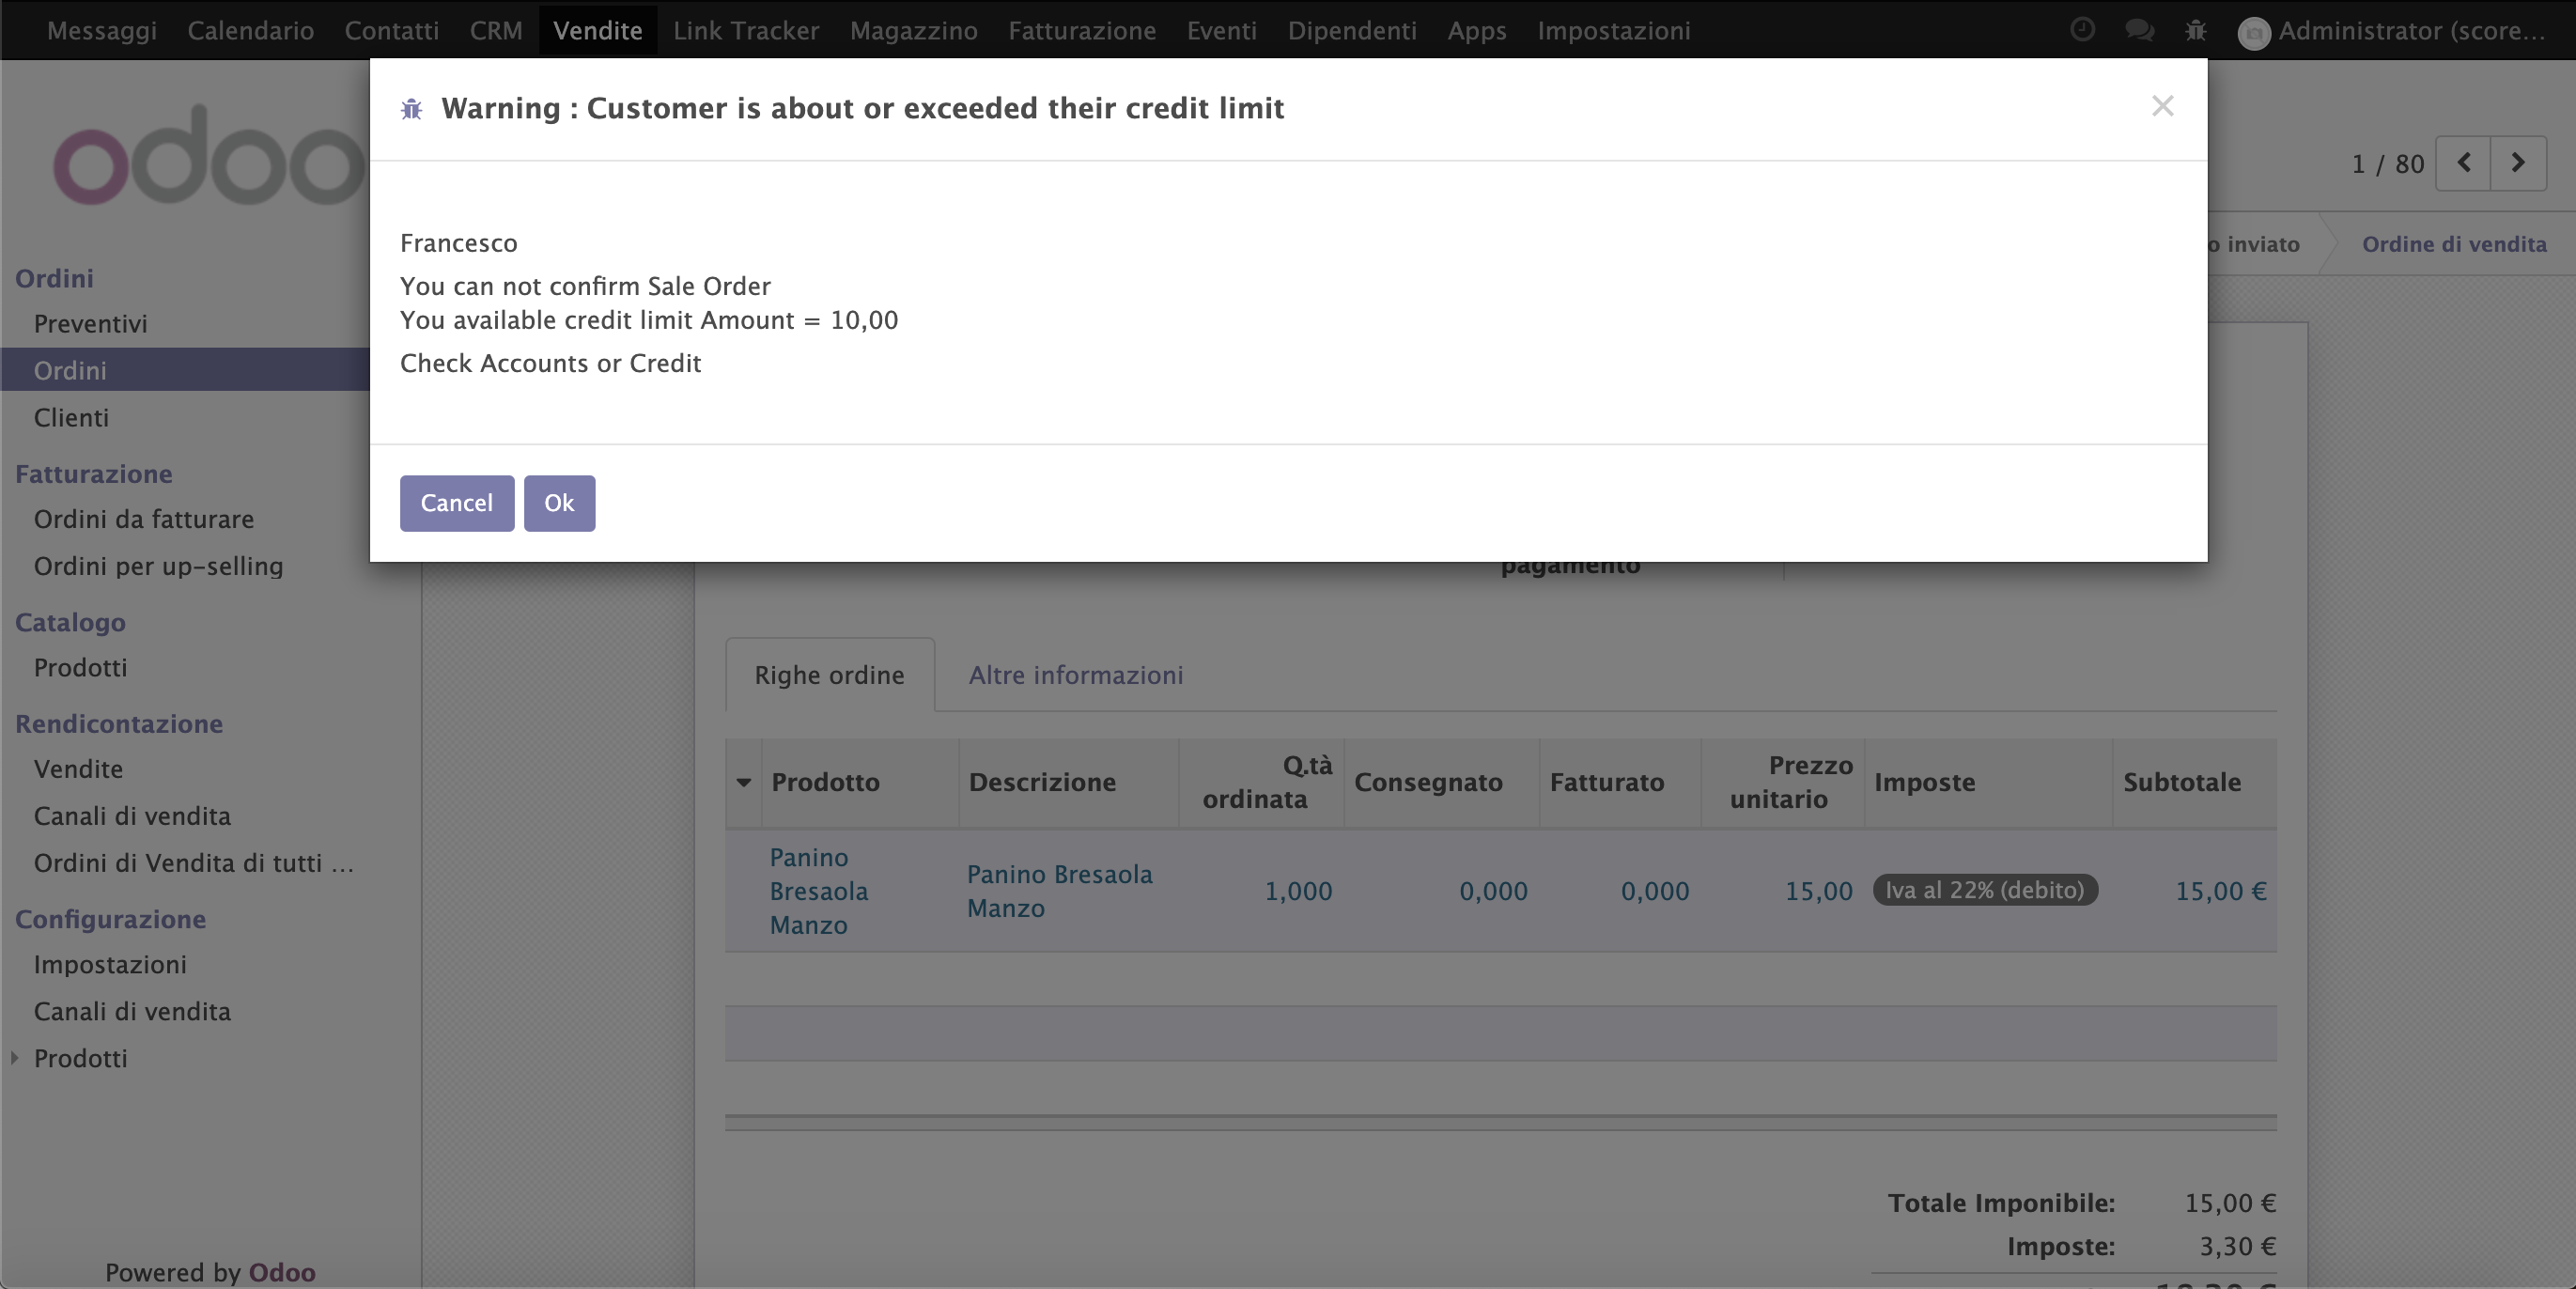 Messaggi Calendario Contatti CRM Vendite Link Tracker Magazzino Fatturazione Eventi Dipendenti Apps Impostazioni Administrator (score...
odoo
Warning : Customer is about or exceeded their credit limit
×
1 / 80
Francesco
o inviato Ordine di vendita
You can not confirm Sale Order
You available credit limit Amount = 10,00
Check Accounts or Credit
Cancel Ok
Ordini
Preventivi
Ordini
Clienti
Fatturazione
Ordini da fatturare
Ordini per up-selling
Catalogo
Prodotti
Rendicontazione
Vendite
Canali di vendita
Ordini di Vendita di tutti ...
Configurazione
Impostazioni
Canali di vendita
Prodotti
Powered by Odoo
pagamento
Righe ordine Altre informazioni
Prodotto Descrizione Q.tà ordinata Consegnato Fatturato Prezzo unitario Imposte Subtotale
Panino Bresaola Manzo Panino Bresaola Manzo 1,000 0,000 0,000 15,00 Iva al 22% (debito) 15,00 €
Totale Imponibile: 15,00 €
Imposte: 3,30 €